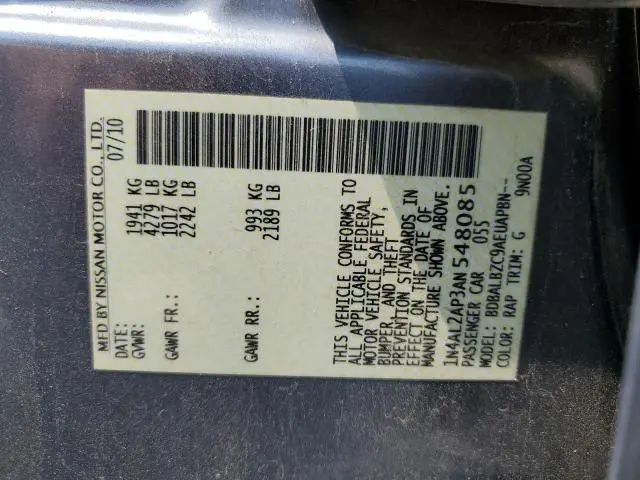 MFD BY NISSAN MOTOR CO., LTD.
DATE: 07/10
GVWR: 1941 KG
4279 LB
GAWR FR.: 1017 KG
2242 LB
GAWR RR.: 993 KG
2189 LB
THIS VEHICLE CONFORMS TO
ALL APPLICABLE FEDERAL
MOTOR VEHICLE SAFETY,
BUMPER, AND THEFT
PREVENTION STANDARDS IN
EFFECT ON THE DATE OF
MANUFACTURE SHOWN ABOVE.
1N4AL2AP3AN548085
PASSENGER CAR 055
MODEL: BDBALBZC9AEUAPBN--
COLOR: RAP TRIM: G 9N00A